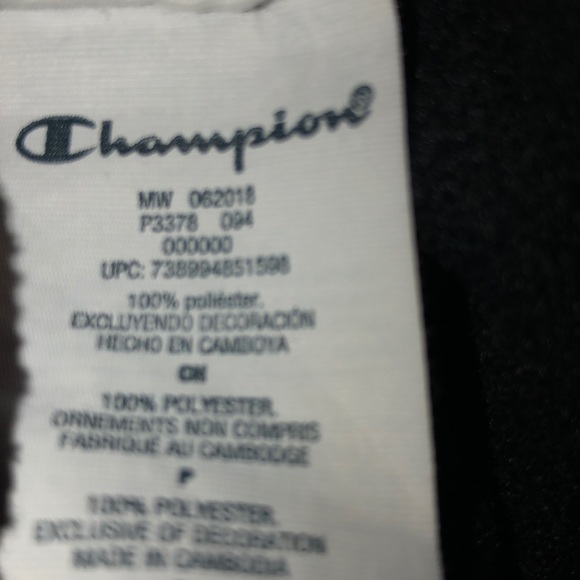 Champion®
MW 062018
P3378 094
000000
UPC: 738994851598
100% poliéster.
EXCLUYENDO DECORACIÓN
HECHO EN CAMBOYA
CH
100% POLYESTER
ORNEMENTS NON COMPRIS
FABRIQUÉ AU CAMBODGE
P
100% POLYESTER
EXCLUSIVE OF DECORATION
MADE IN CAMBODIA